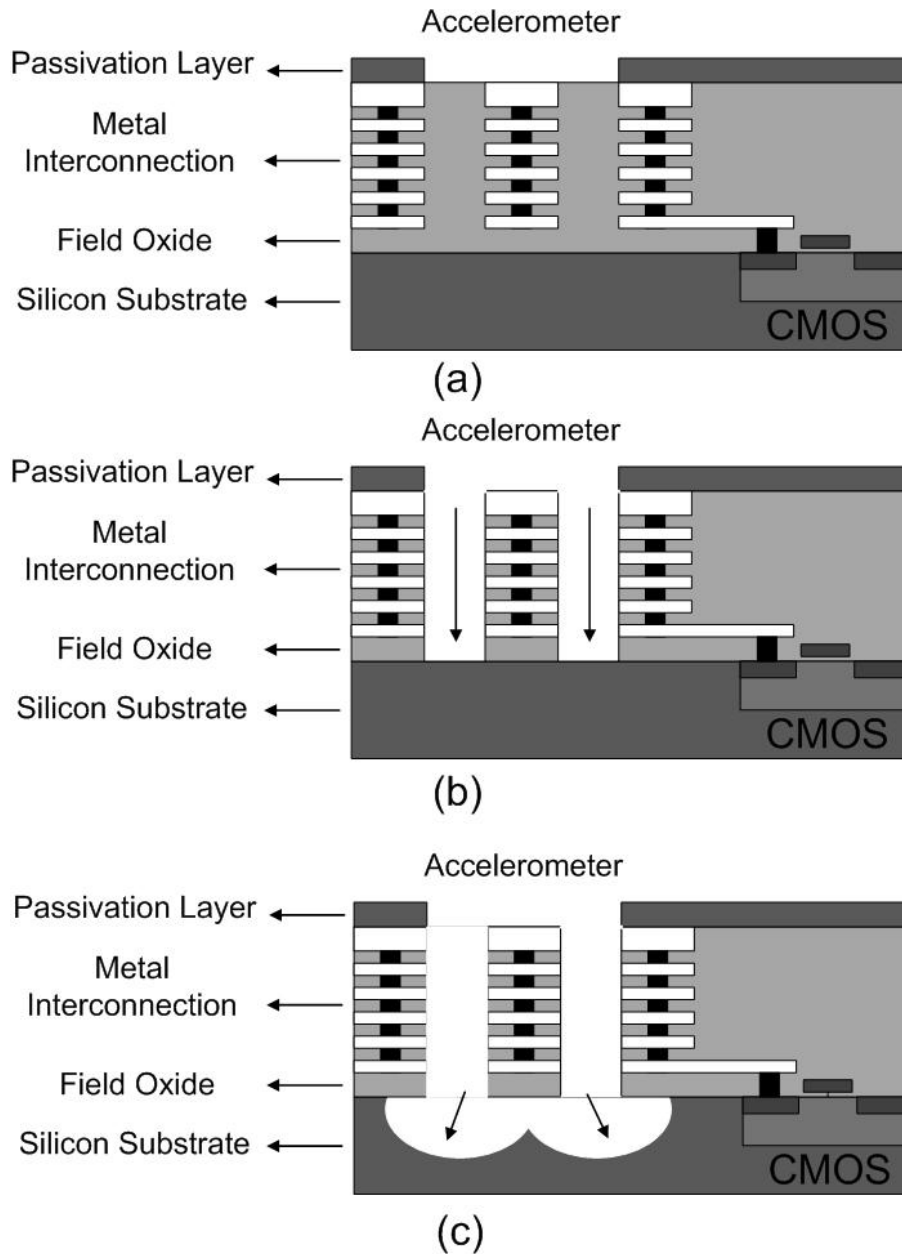 Accelerometer
Passivation Layer
Metal
Interconnection
Field Oxide
Silicon Substrate
CMOS
(a)
Accelerometer
Passivation Layer
Metal
Interconnection
Field Oxide
Silicon Substrate
CMOS
(b)
Accelerometer
Passivation Layer
Metal
Interconnection
Field Oxide
Silicon Substrate
CMOS
(c)